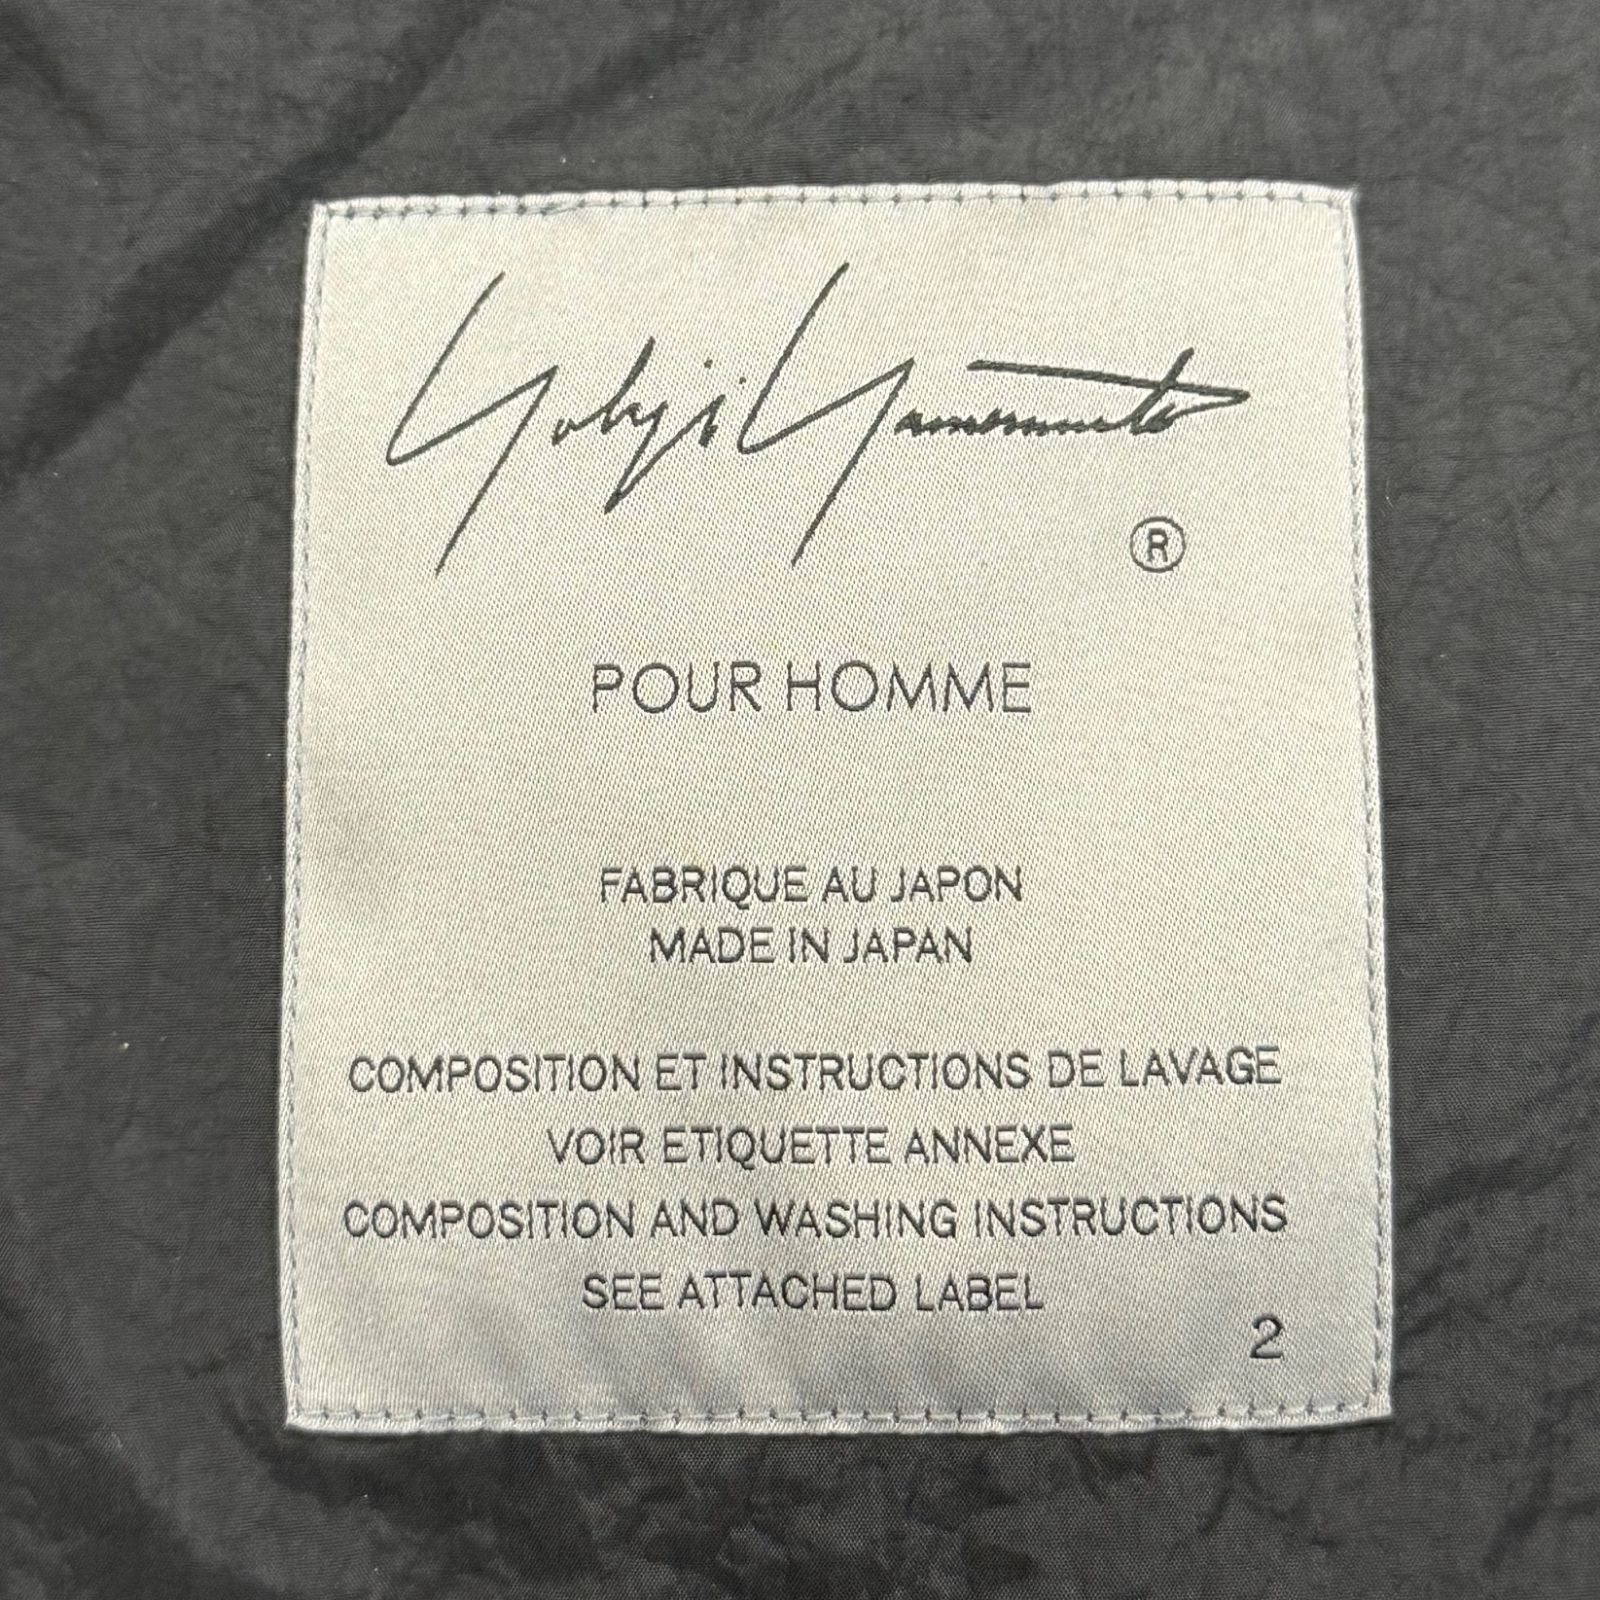 Yohji Yamamoto
®
POUR HOMME
FABRIQUE AU JAPON
MADE IN JAPAN
COMPOSITION ET INSTRUCTIONS DE LAVAGE
VOIR ETIQUETTE ANNEXE
COMPOSITION AND WASHING INSTRUCTIONS
SEE ATTACHED LABEL
2